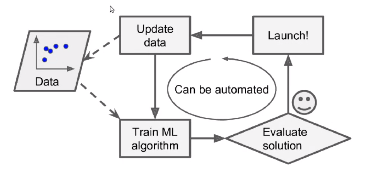 Update
data
Launch!
Data
Can be automated
Train ML
algorithm
Evaluate
solution